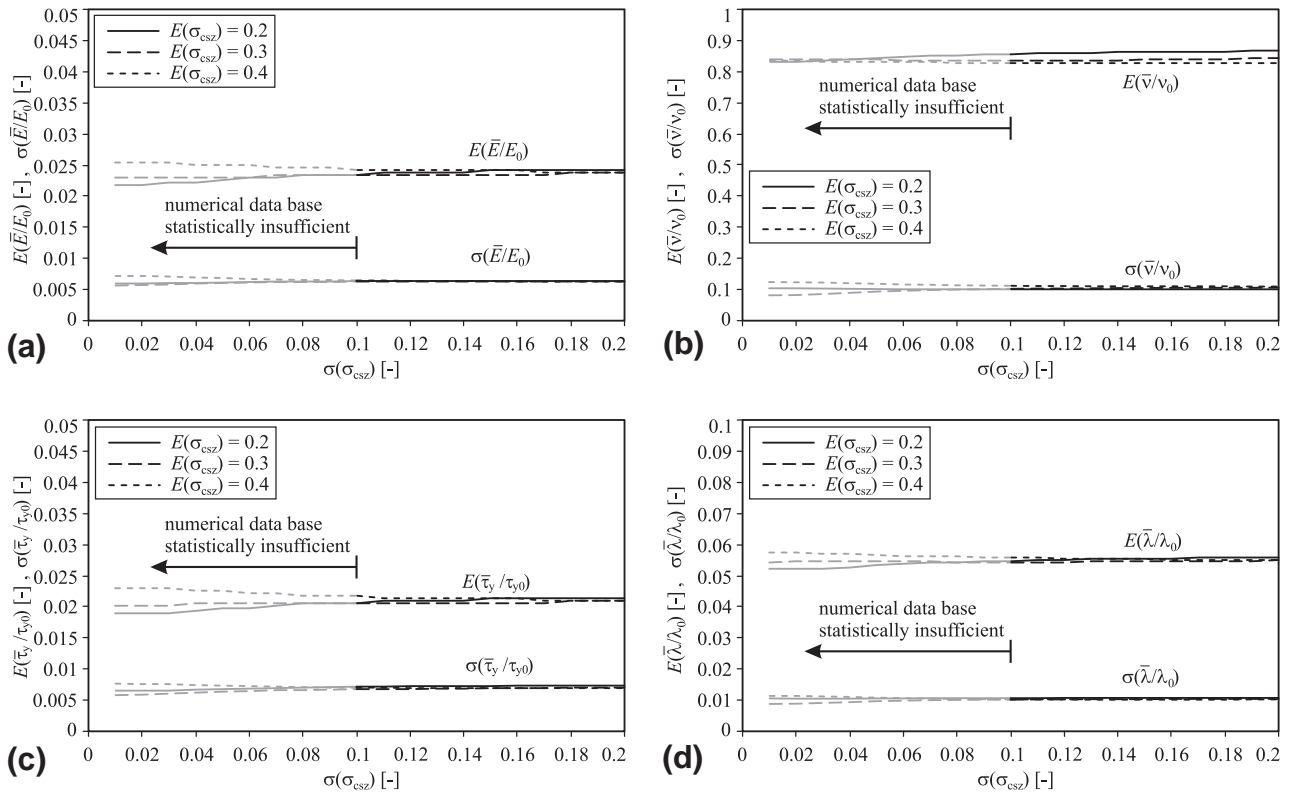 0.05
0.045
0.04
0.035
0.03
0.025
0.02
0.015
0.01
0.005
0
E(Ē/E₀) [-] , σ(Ē/E₀) [-]
E(σcsz) = 0.2
E(σcsz) = 0.3
E(σcsz) = 0.4
E(Ē/E₀)
numerical data base
statistically insufficient
σ(Ē/E₀)
0 0.02 0.04 0.06 0.08 0.1 0.12 0.14 0.16 0.18 0.2
σ(σcsz) [-]
(a)
1
0.9
0.8
0.7
0.6
0.5
0.4
0.3
0.2
0.1
0
E(ν̄/ν₀) [-] , σ(ν̄/ν₀) [-]
numerical data base
statistically insufficient
E(ν̄/ν₀)
E(σcsz) = 0.2
E(σcsz) = 0.3
E(σcsz) = 0.4
σ(ν̄/ν₀)
0 0.02 0.04 0.06 0.08 0.1 0.12 0.14 0.16 0.18 0.2
σ(σcsz) [-]
(b)
0.05
0.045
0.04
0.035
0.03
0.025
0.02
0.015
0.01
0.005
0
E(τ̄y/τy0) [-] , σ(τ̄y/τy0) [-]
E(σcsz) = 0.2
E(σcsz) = 0.3
E(σcsz) = 0.4
numerical data base
statistically insufficient
E(τ̄y/τy0)
σ(τ̄y/τy0)
0 0.02 0.04 0.06 0.08 0.1 0.12 0.14 0.16 0.18 0.2
σ(σcsz) [-]
(c)
0.1
0.09
0.08
0.07
0.06
0.05
0.04
0.03
0.02
0.01
0
E(λ̄/λ₀) [-] , σ(λ̄/λ₀) [-]
E(σcsz) = 0.2
E(σcsz) = 0.3
E(σcsz) = 0.4
E(λ̄/λ₀)
numerical data base
statistically insufficient
σ(λ̄/λ₀)
0 0.02 0.04 0.06 0.08 0.1 0.12 0.14 0.16 0.18 0.2
σ(σcsz) [-]
(d)